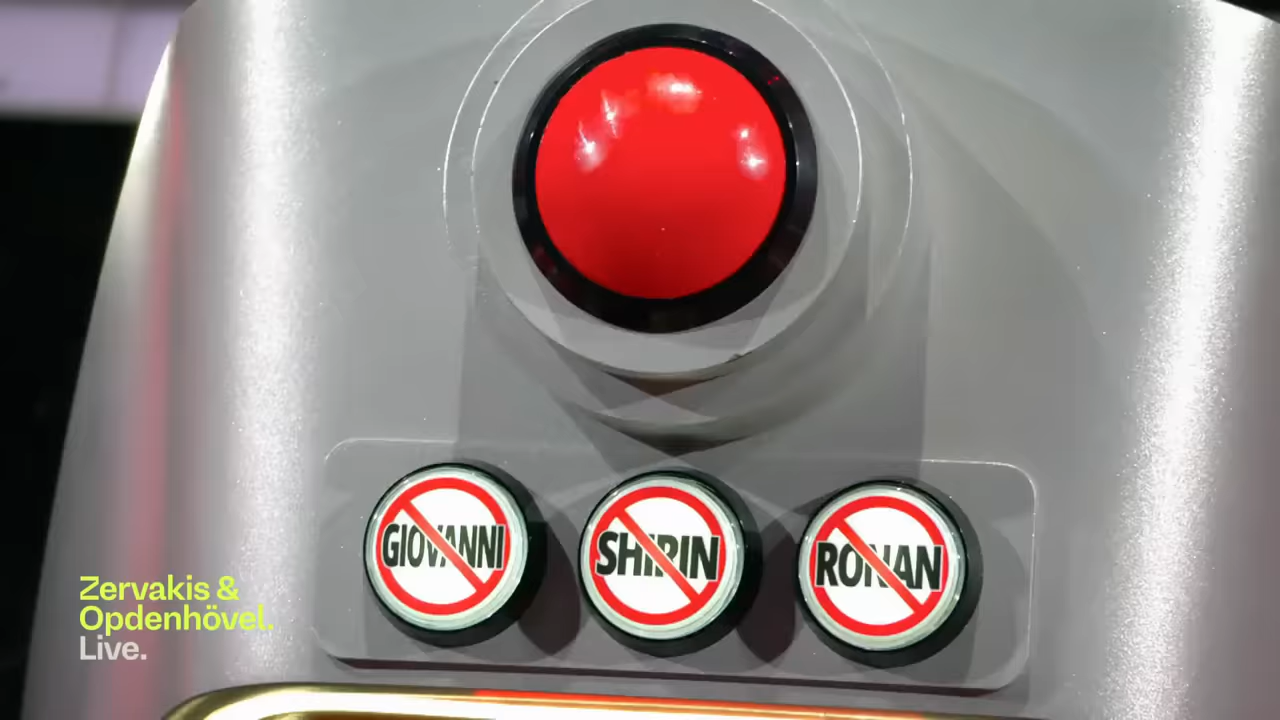 GIOVANNI
SHIRIN
RONAN
Zervakis &
Opdenhövel.
Live.